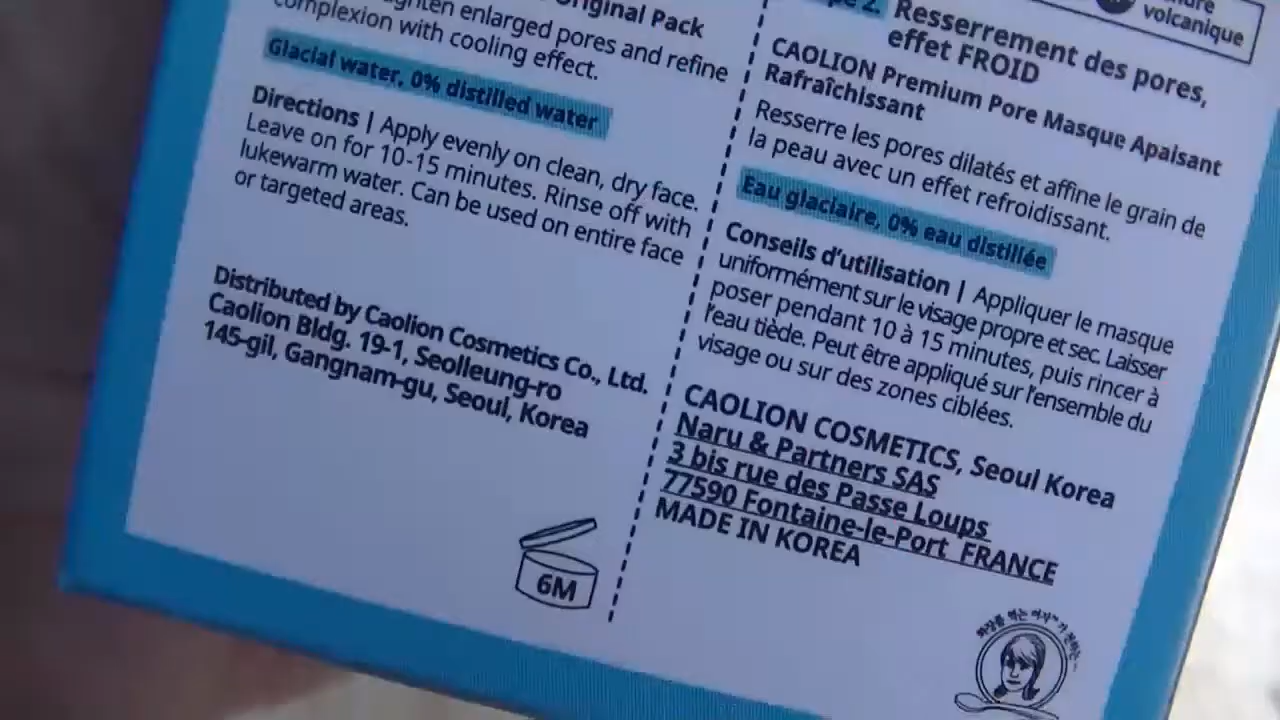 Original Pack
enlarged pores and refine
complexion with cooling effect.
Glacial water, 0% distilled water
Directions | Apply evenly on clean, dry face.
Leave on for 10-15 minutes. Rinse off with
lukewarm water. Can be used on entire face
or targeted areas.
Distributed by Caolion Cosmetics Co., Ltd.
Caolion Bldg. 19-1, Seolleung-ro
145-gil, Gangnam-gu, Seoul, Korea
6M
volcanique
2. Resserrement des pores,
effet FROID
CAOLION Premium Pore Masque Apaisant
Rafraîchissant
Resserre les pores dilatés et affine le grain de
la peau avec un effet refroidissant.
Eau glaciaire, 0% eau distillée
Conseils d'utilisation | Appliquer le masque
uniformément sur le visage propre et sec. Laisser
poser pendant 10 à 15 minutes, puis rincer à
l'eau tiède. Peut être appliqué sur l'ensemble du
visage ou sur des zones ciblées.
CAOLION COSMETICS, Seoul Korea
Naru & Partners SAS
3 bis rue des Passe Loups
77590 Fontaine-le-Port FRANCE
MADE IN KOREA